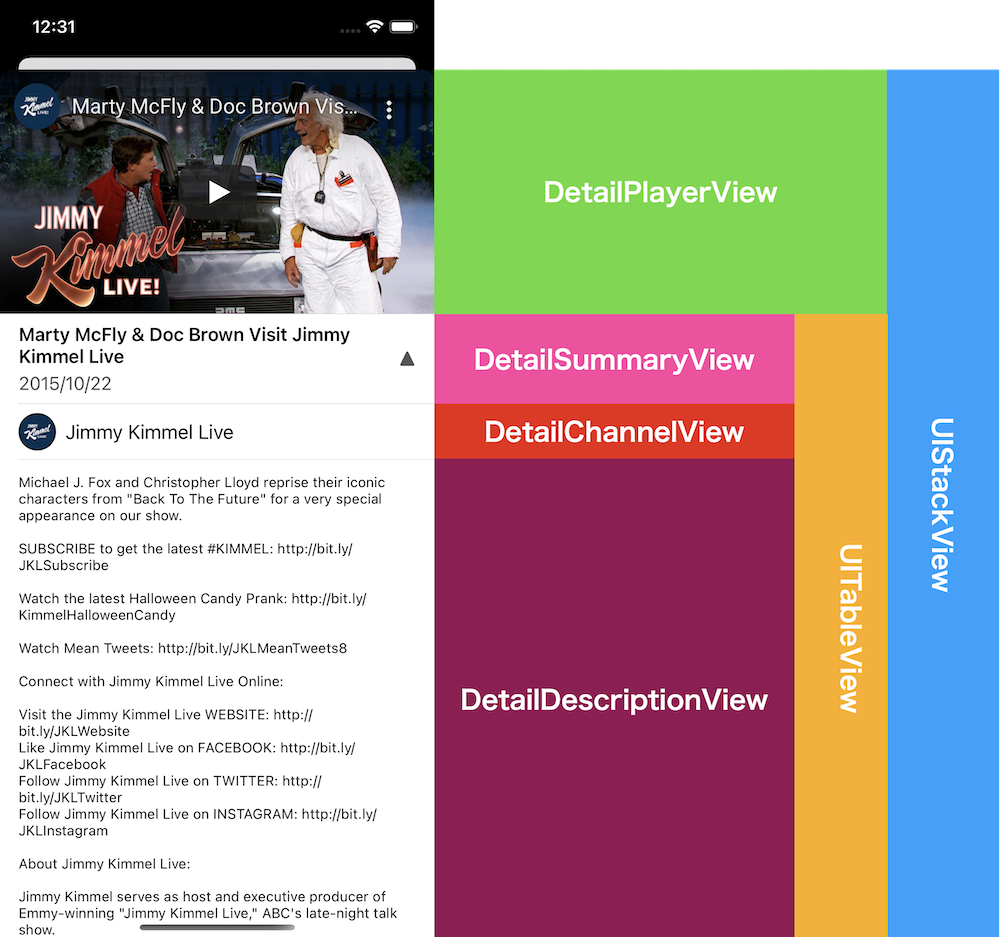 12:31
JIMMY
Kimmel
LIVE!
Marty McFly & Doc Brown Vis...
JIMMY
Kimmel
LIVE!
Marty McFly & Doc Brown Visit Jimmy
Kimmel Live
2015/10/22
JIMMY
Kimmel
LIVE!
Jimmy Kimmel Live
Michael J. Fox and Christopher Lloyd reprise their iconic
characters from "Back To The Future" for a very special
appearance on our show.
SUBSCRIBE to get the latest #KIMMEL: http://bit.ly/
JKLSubscribe
Watch the latest Halloween Candy Prank: http://bit.ly/
KimmelHalloweenCandy
Watch Mean Tweets: http://bit.ly/JKLMeanTweets8
Connect with Jimmy Kimmel Live Online:
Visit the Jimmy Kimmel Live WEBSITE: http://
bit.ly/JKLWebsite
Like Jimmy Kimmel Live on FACEBOOK: http://bit.ly/
JKLFacebook
Follow Jimmy Kimmel Live on TWITTER: http://
bit.ly/JKLTwitter
Follow Jimmy Kimmel Live on INSTAGRAM: http://bit.ly/
JKLInstagram
About Jimmy Kimmel Live:
Jimmy Kimmel serves as host and executive producer of
Emmy-winning "Jimmy Kimmel Live," ABC's late-night talk
show.
DetailPlayerView
DetailSummaryView
DetailChannelView
DetailDescriptionView
UITableView
UIStackView